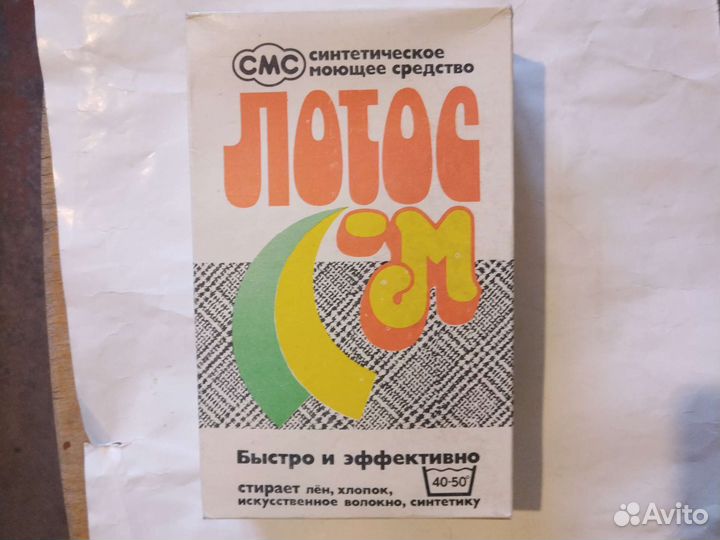 СМС синтетическое
моющее средство
ЛОТОС
-М
Быстро и эффективно
40-50°
стирает лён, хлопок,
искусственное волокно, синтетику
Avito